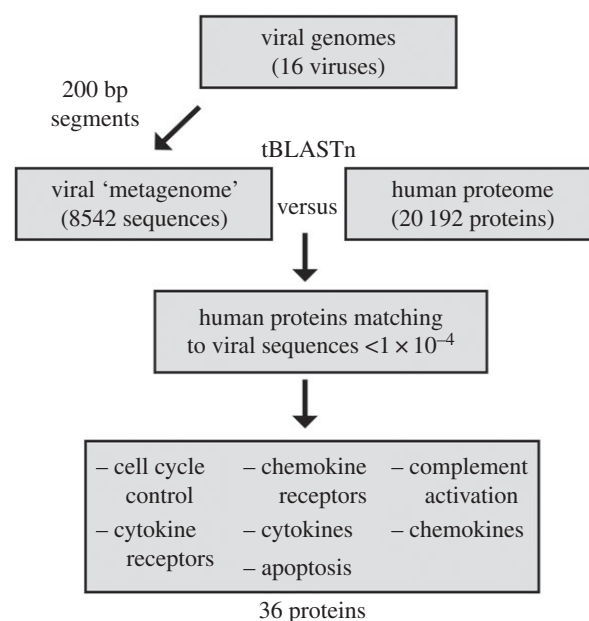 viral genomes
(16 viruses)
200 bp
segments
tBLASTn
viral ‘metagenome’
(8542 sequences)
versus
human proteome
(20 192 proteins)
human proteins matching
to viral sequences <1 × 10⁻⁴
– cell cycle
control
– cytokine
receptors
– chemokine
receptors
– cytokines
– apoptosis
– complement
activation
– chemokines
36 proteins